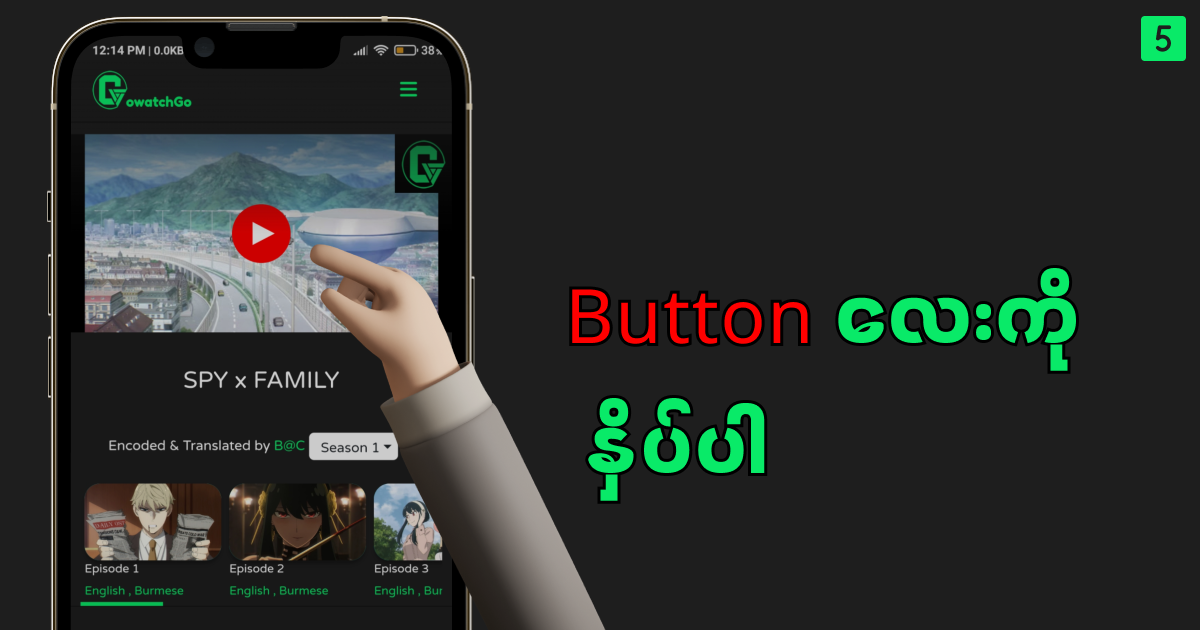 5
12:14 PM | 0.0KB
38
owatchGo
SPY x FAMILY
Encoded & Translated by B@C
Season 1
Episode 1
Episode 2
Episode 3
English , Burmese
English , Burmese
English , Bur
Button လေးကို
နှိပ်ပါ